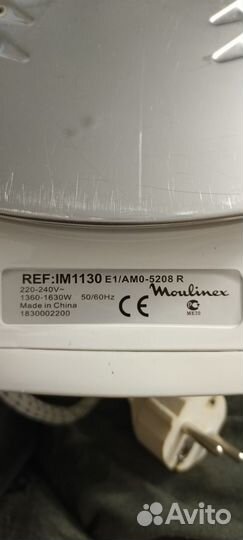 REF:IM1130 E1/AM0-5208 R
220-240V~
1360-1630W 50/60Hz
Made in China
1830002200
CE
Moulinex
Avito